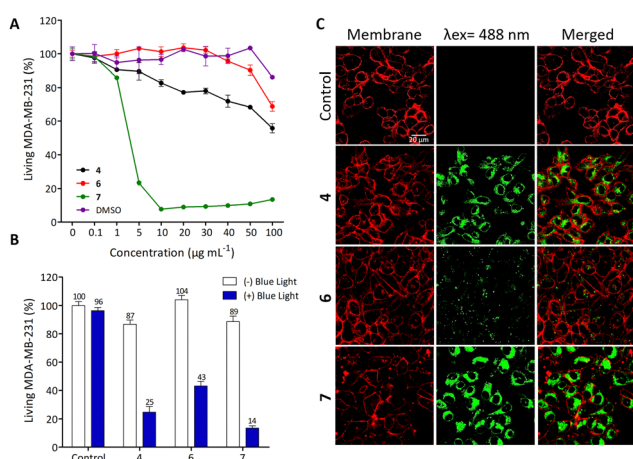 A
Living MDA-MB-231 (%)
120
100
80
60
40
20
0
4
6
7
DMSO
0 0.1 1 5 10 20 30 40 50 100
Concentration (µg mL⁻¹)
B
Living MDA-MB-231 (%)
120
100
80
60
40
20
0
(-) Blue Light
(+) Blue Light
100 96 87 25 104 43 89 14
Control 4 6 7
C
Membrane λex= 488 nm Merged
Control
20 µm
4
6
7